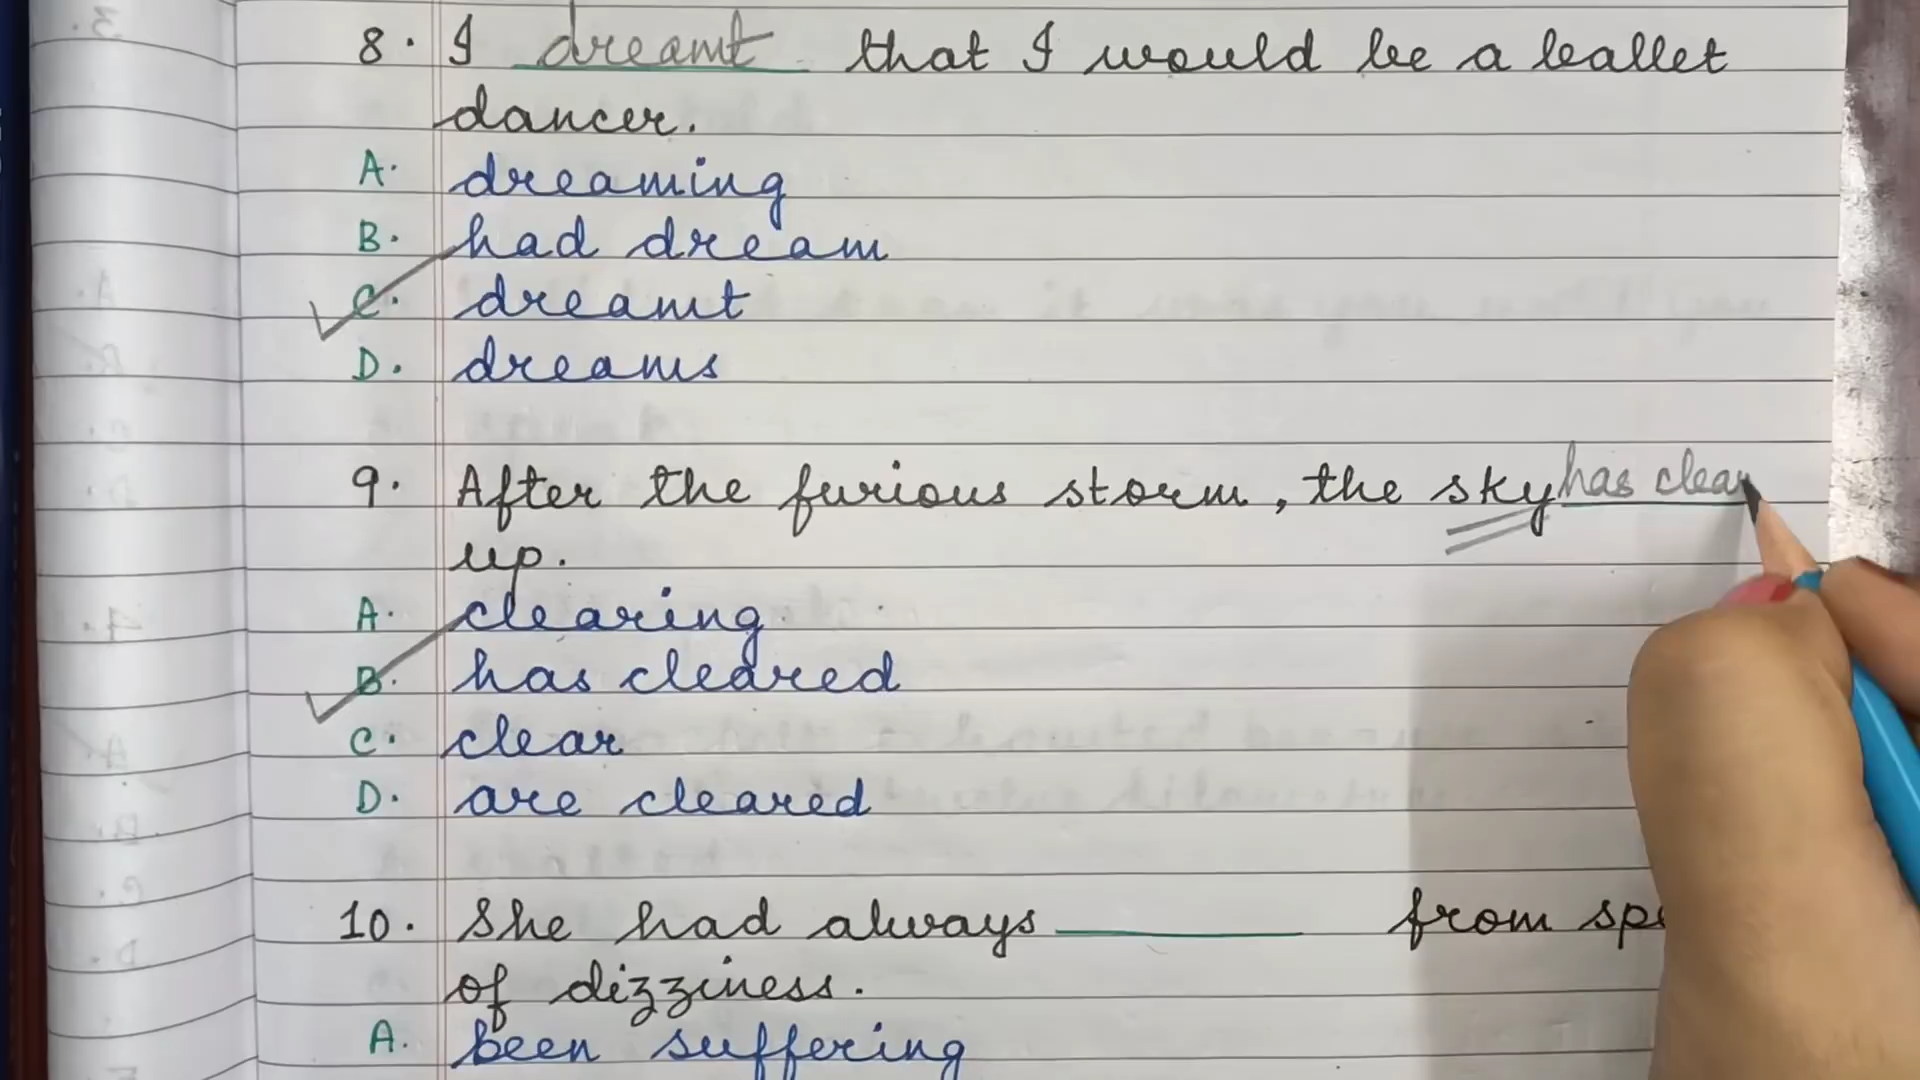 8. I dreamt that I would be a ballet
dancer.
A. dreaming
B. had dream
C. dreamt
D. dreams
9. After the furious storm, the sky has clear
up.
A. clearing
B. has cleared
C. clear
D. are cleared
10. She had always ______ from
of dizziness.
A. been suffering